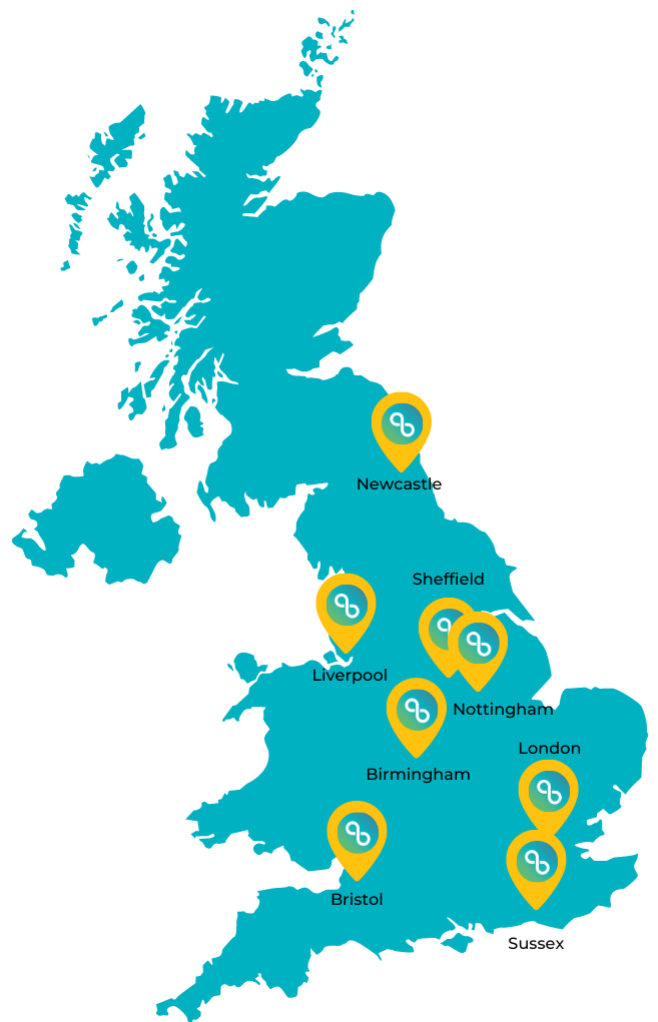 Newcastle
Sheffield
Liverpool
Nottingham
London
Birmingham
Bristol
Sussex